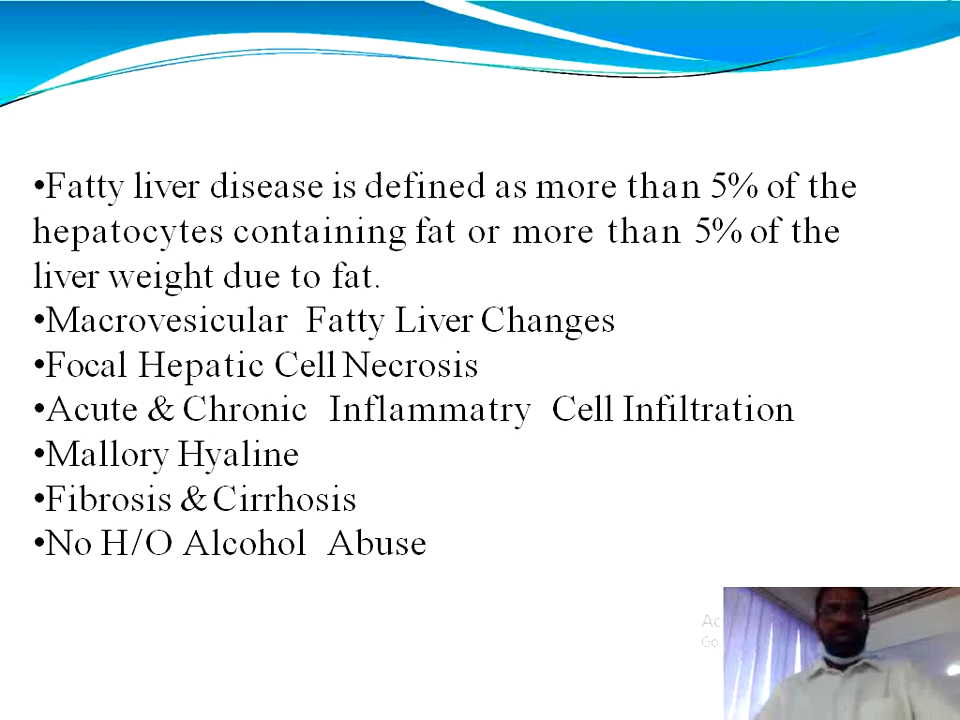 •Fatty liver disease is defined as more than 5% of the
hepatocytes containing fat or more than 5% of the
liver weight due to fat.
•Macrovesicular Fatty Liver Changes
•Focal Hepatic Cell Necrosis
•Acute & Chronic Inflammatry Cell Infiltration
•Mallory Hyaline
•Fibrosis & Cirrhosis
•No H/O Alcohol Abuse